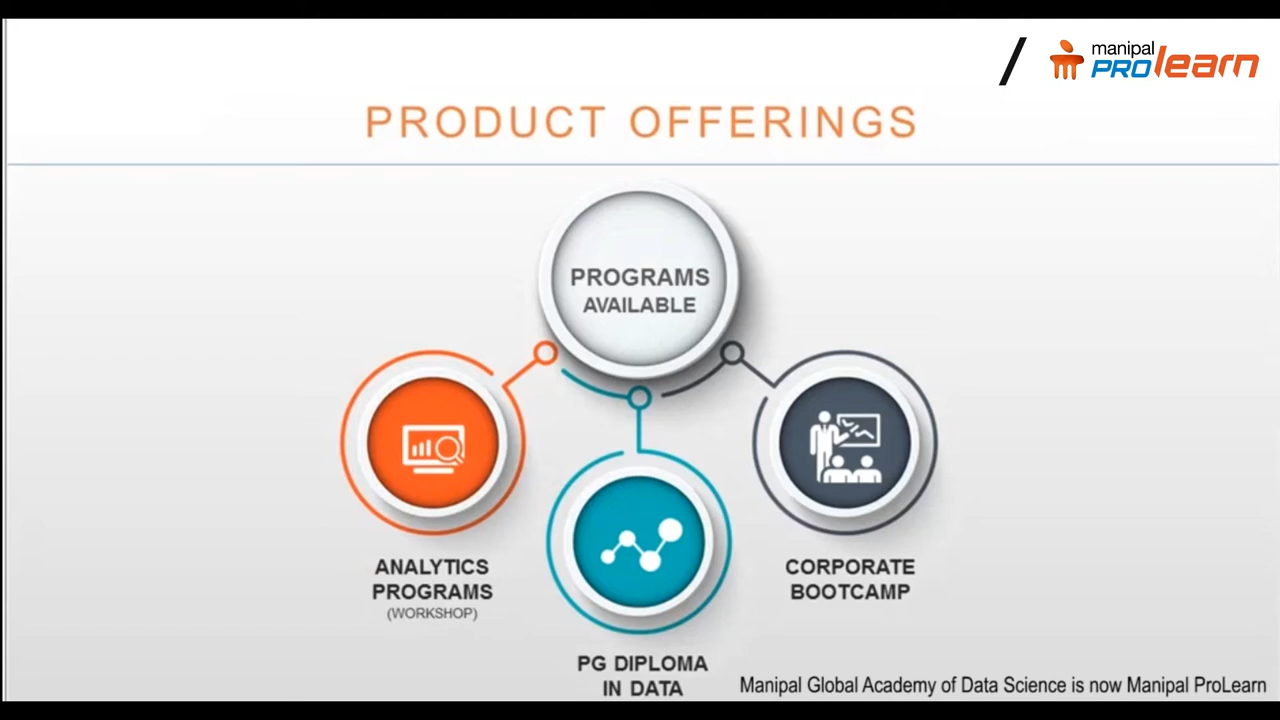 manipal
PROlearn
PRODUCT OFFERINGS
PROGRAMS
AVAILABLE
ANALYTICS
PROGRAMS
(WORKSHOP)
CORPORATE
BOOTCAMP
PG DIPLOMA
IN DATA
Manipal Global Academy of Data Science is now Manipal ProLearn